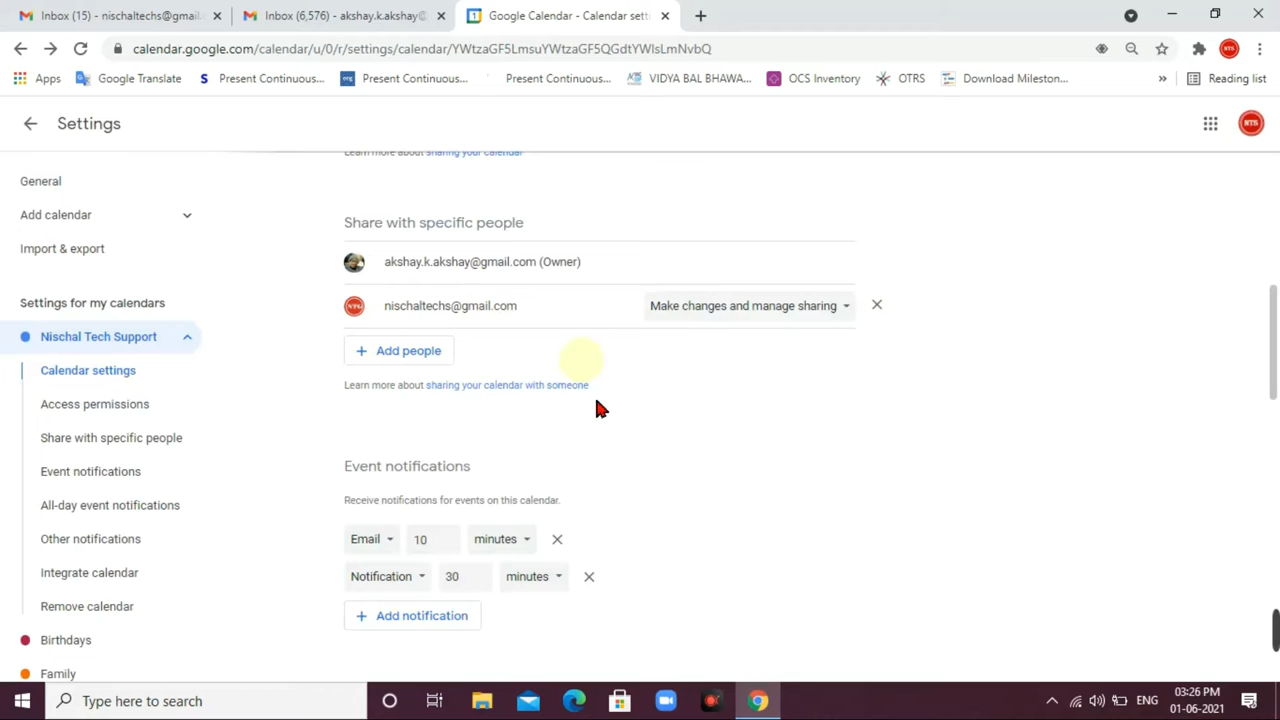 Inbox (15) - nischaltechs@gmail.
Inbox (6,576) - akshay.k.akshay@
Google Calendar - Calendar sett
calendar.google.com/calendar/u/0/r/settings/calendar/YWtzaGF5LmsuYWtzaGF5QGdtYWlsLmNvbQ
Apps
Google Translate
S Present Continuous...
org Present Continuous...
Present Continuous...
VIDYA BAL BHAWA...
OCS Inventory
OTRS
Download Mileston...
»
Reading list
Settings
NTS
General
Add calendar
Import & export
Settings for my calendars
Nischal Tech Support
Calendar settings
Access permissions
Share with specific people
Event notifications
All-day event notifications
Other notifications
Integrate calendar
Remove calendar
Birthdays
Family
Learn more about sharing your calendar
Share with specific people
akshay.k.akshay@gmail.com (Owner)
nischaltechs@gmail.com Make changes and manage sharing
+ Add people
Learn more about sharing your calendar with someone
Event notifications
Receive notifications for events on this calendar.
Email 10 minutes
Notification 30 minutes
+ Add notification
Type here to search
ENG
03:26 PM
01-06-2021